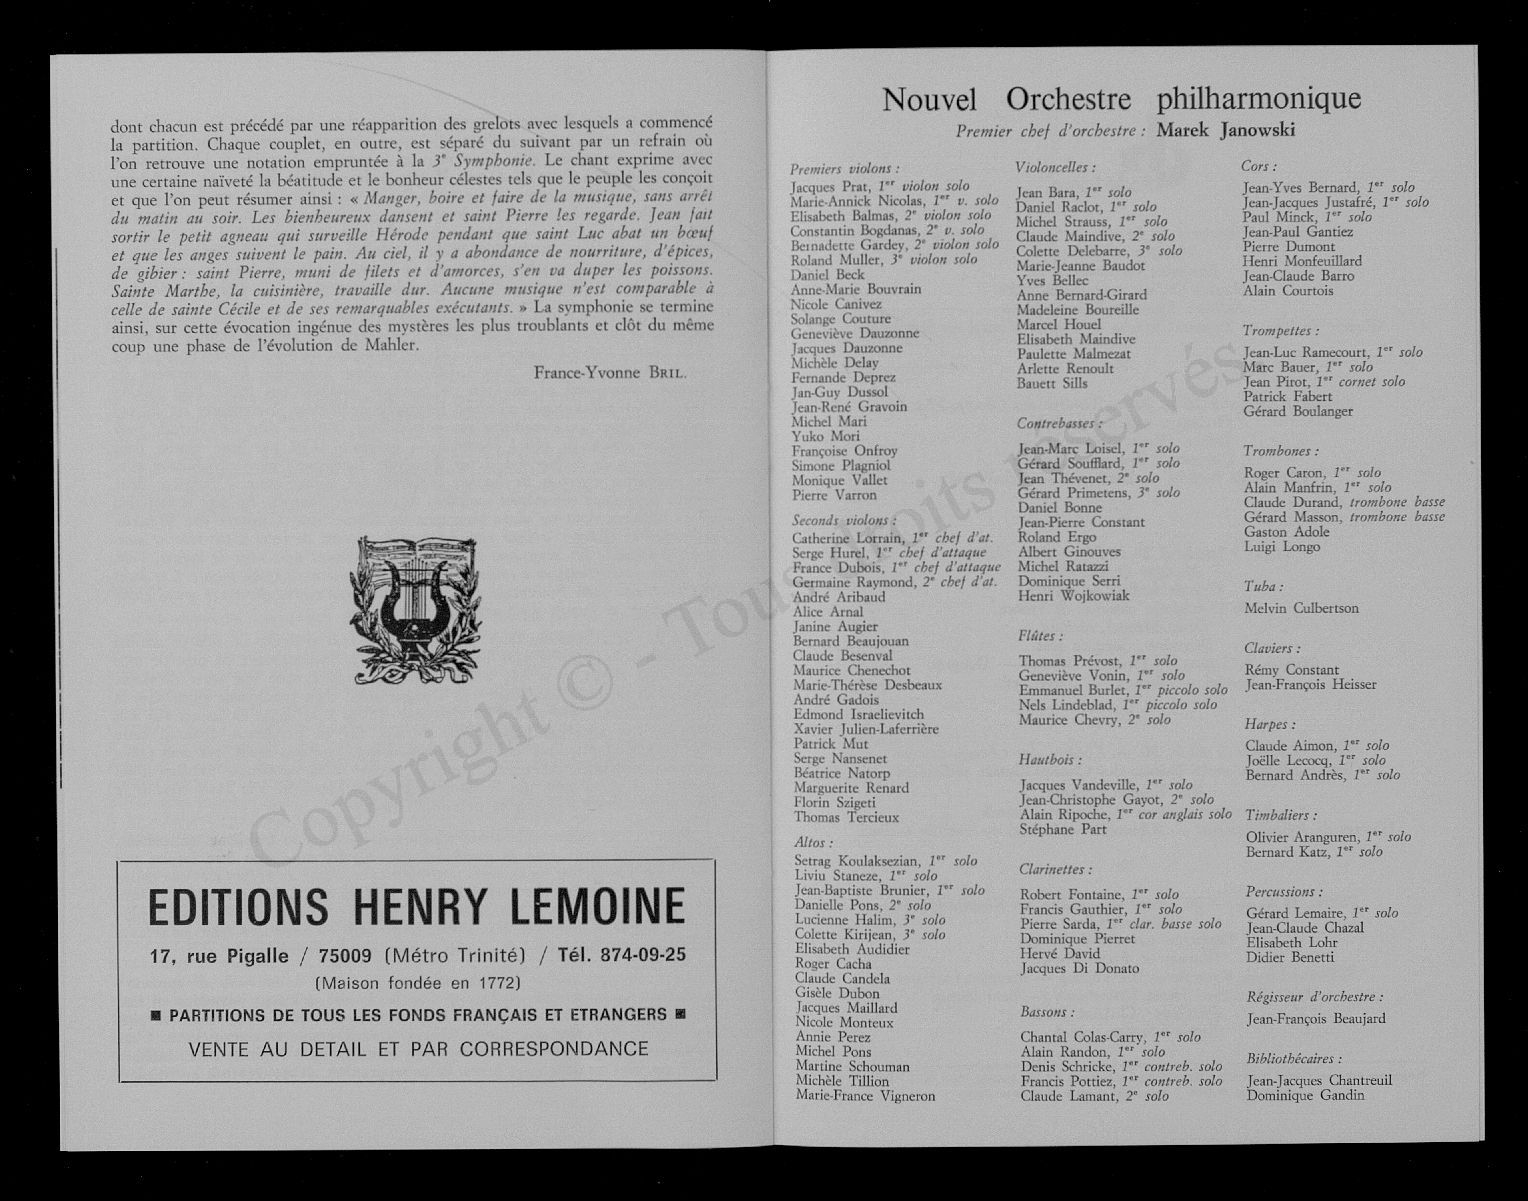 dont chacun est précédé par une réapparition des grelots avec lesquels a commencé
la partition. Chaque couplet, en outre, est séparé du suivant par un refrain où
l'on retrouve une notation empruntée à la 3e Symphonie. Le chant exprime avec
une certaine naïveté la béatitude et le bonheur célestes tels que le peuple les conçoit
et que l'on peut résumer ainsi : « Manger, boire et faire de la musique, sans arrêt
du matin au soir. Les bienheureux dansent et saint Pierre les regarde. Jean fait
sortir le petit agneau qui surveille Hérode pendant que saint Luc abat un bœuf
et que les anges suivent le pain. Au ciel, il y a abondance de nourriture, d'épices,
de gibier : saint Pierre, muni de filets et d'amorces, s'en va duper les poissons.
Sainte Marthe, la cuisinière, travaille dur. Aucune musique n'est comparable à
celle de sainte Cécile et de ses remarquables exécutants. » La symphonie se termine
ainsi, sur cette évocation ingénue des mystères les plus troublants et clôt du même
coup une phase de l'évolution de Mahler.
France-Yvonne BRIL.
EDITIONS HENRY LEMOINE
17, rue Pigalle / 75009 (Métro Trinité) / Tél. 874-09-25
(Maison fondée en 1772)
■ PARTITIONS DE TOUS LES FONDS FRANÇAIS ET ETRANGERS ■
VENTE AU DETAIL ET PAR CORRESPONDANCE
Nouvel Orchestre philharmonique
Premier chef d'orchestre : Marek Janowski
Premiers violons :
Jacques Prat, 1er violon solo
Marie-Annick Nicolas, 1er v. solo
Elisabeth Balmas, 2e violon solo
Constantin Bogdanas, 2e v. solo
Bernadette Gardey, 2e violon solo
Roland Muller, 3e violon solo
Daniel Beck
Anne-Marie Bouvrain
Nicole Canivez
Solange Couture
Geneviève Dauzonne
Jacques Dauzonne
Michèle Delay
Fernande Deprez
Jan-Guy Dussol
Jean-René Gravoin
Michel Mari
Yuko Mori
Françoise Onfroy
Simone Plagniol
Monique Vallet
Pierre Varron
Seconds violons :
Catherine Lorrain, 1er chef d'at.
Serge Hurel, 1er chef d'attaque
France Dubois, 1er chef d'attaque
Germaine Raymond, 2e chef d'at.
André Aribaud
Alice Arnal
Janine Augier
Bernard Beaujouan
Claude Besenval
Maurice Chenechot
Marie-Thérèse Desbeaux
André Gadois
Edmond Israelievitch
Xavier Julien-Laferrière
Patrick Mut
Serge Nansenet
Béatrice Natorp
Marguerite Renard
Florin Szigeti
Thomas Tercieux
Altos :
Setrag Koulaksezian, 1er solo
Liviu Staneze, 1er solo
Jean-Baptiste Brunier, 1er solo
Danielle Pons, 2e solo
Lucienne Halim, 3e solo
Colette Kirijean, 3e solo
Elisabeth Audidier
Roger Cacha
Claude Candela
Gisèle Dubon
Jacques Maillard
Nicole Monteux
Annie Perez
Michel Pons
Martine Schouman
Michèle Tillion
Marie-France Vigneron
Violoncelles :
Jean Bara, 1er solo
Daniel Raclot, 1er solo
Michel Strauss, 1er solo
Claude Maindive, 2e solo
Colette Delebarre, 3e solo
Marie-Jeanne Baudot
Yves Bellec
Anne Bernard-Girard
Madeleine Boureille
Marcel Houel
Elisabeth Maindive
Paulette Malmezat
Arlette Renoult
Bauett Sills
Contrebasses :
Jean-Marc Loisel, 1er solo
Gérard Soufflard, 1er solo
Jean Thévenet, 2e solo
Gérard Primetens, 3e solo
Daniel Bonne
Jean-Pierre Constant
Roland Ergo
Albert Ginouves
Michel Ratazzi
Dominique Serri
Henri Wojkowiak
Flûtes :
Thomas Prévost, 1er solo
Geneviève Vonin, 1er solo
Emmanuel Burlet, 1er piccolo solo
Nels Lindeblad, 1er piccolo solo
Maurice Chevry, 2e solo
Hautbois :
Jacques Vandeville, 1er solo
Jean-Christophe Gayot, 2e solo
Alain Ripoche, 1er cor anglais solo
Stéphane Part
Clarinettes :
Robert Fontaine, 1er solo
Francis Gauthier, 1er solo
Pierre Sarda, 1er clar. basse solo
Dominique Pierret
Hervé David
Jacques Di Donato
Bassons :
Chantal Colas-Carry, 1er solo
Alain Randon, 1er solo
Denis Schricke, 1er contreb. solo
Francis Pottiez, 1er contreb. solo
Claude Lamant, 2e solo
Cors :
Jean-Yves Bernard, 1er solo
Jean-Jacques Justafré, 1er solo
Paul Minck, 1er solo
Jean-Paul Gantiez
Pierre Dumont
Henri Monfeuillard
Jean-Claude Barro
Alain Courtois
Trompettes :
Jean-Luc Ramecourt, 1er solo
Marc Bauer, 1er solo
Jean Pirot, 1er cornet solo
Patrick Fabert
Gérard Boulanger
Trombones :
Roger Caron, 1er solo
Alain Manfrin, 1er solo
Claude Durand, trombone basse
Gérard Masson, trombone basse
Gaston Adole
Luigi Longo
Tuba :
Melvin Culbertson
Claviers :
Rémy Constant
Jean-François Heisser
Harpes :
Claude Aimon, 1er solo
Joëlle Lecocq, 1er solo
Bernard Andrès, 1er solo
Timbaliers :
Olivier Aranguren, 1er solo
Bernard Katz, 1er solo
Percussions :
Gérard Lemaire, 1er solo
Jean-Claude Chazal
Elisabeth Lohr
Didier Benetti
Régisseur d'orchestre :
Jean-François Beaujard
Bibliothécaires :
Jean-Jacques Chantreuil
Dominique Gandin
Copyright © - Tous droits réservés